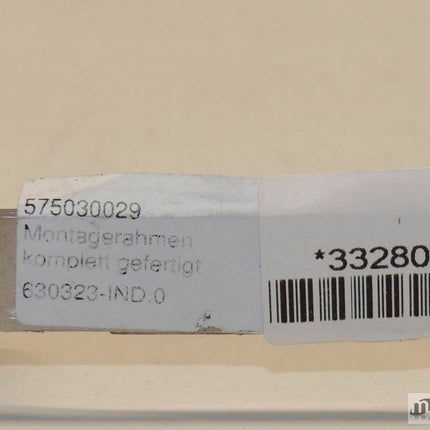 575030029
Montagerahmen
komplett gefertigt
630323-IND.0
*33280